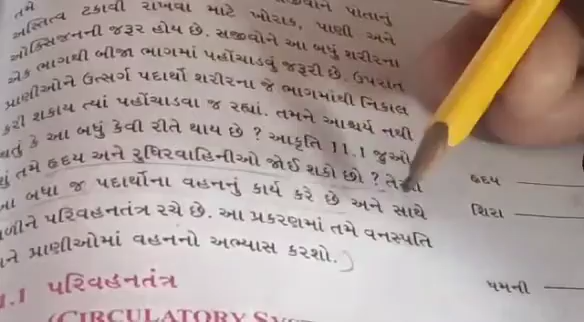 તમે
જીવોને પોતાનું
અસ્તિત્વ ટકાવી રાખવા માટે ખોરાક, પાણી અને
ઑક્સિજનની જરૂર હોય છે. સજીવોને આ બધું શરીરના
એક ભાગથી બીજા ભાગમાં પહોંચાડવું જરૂરી છે. ઉપરાંત
પ્રાણીઓને ઉત્સર્ગ પદાર્થો શરીરના જે ભાગમાંથી નિકાલ
કરી શકાય ત્યાં પહોંચાડવા જ રહ્યાં. તમને આશ્ચર્ય નથી
કે આ બધું કેવી રીતે થાય છે ? આકૃતિ 11.1 જુઓ
તમે હૃદય અને રુધિરવાહિનીઓ જોઈ શકો છો ?
બધા જ પદાર્થોના વહનનું કાર્ય કરે છે અને સાથે
પરિવહનતંત્ર રચે છે. આ પ્રકરણમાં તમે વનસ્પતિ
પ્રાણીઓમાં વહનનો અભ્યાસ કરશો.
1.1 પરિવહનતંત્ર
(CIRCULATORY
હૃદય
શિરા
ધમની